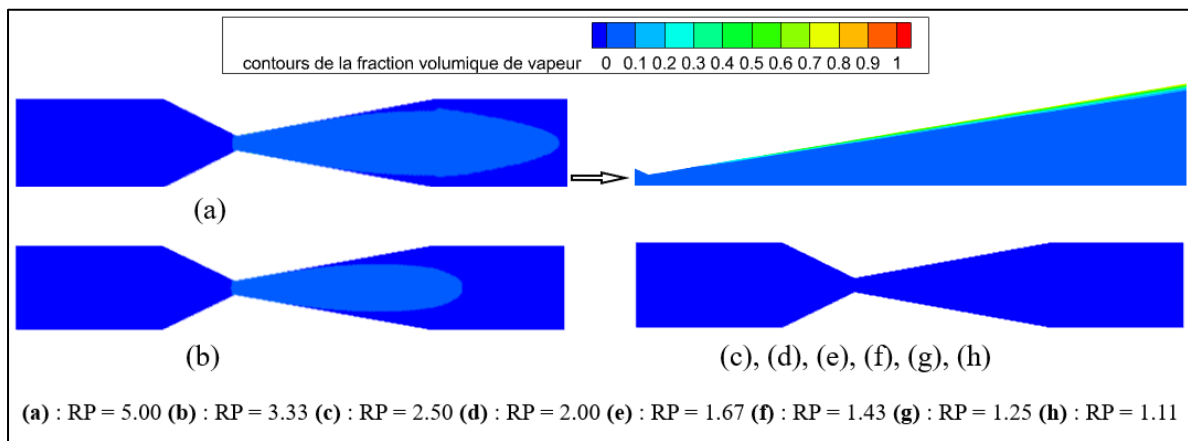 contours de la fraction volumique de vapeur
0 0.1 0.2 0.3 0.4 0.5 0.6 0.7 0.8 0.9 1
(a)
(b)
(c), (d), (e), (f), (g), (h)
(a) : RP = 5.00 (b) : RP = 3.33 (c) : RP = 2.50 (d) : RP = 2.00 (e) : RP = 1.67 (f) : RP = 1.43 (g) : RP = 1.25 (h) : RP = 1.11